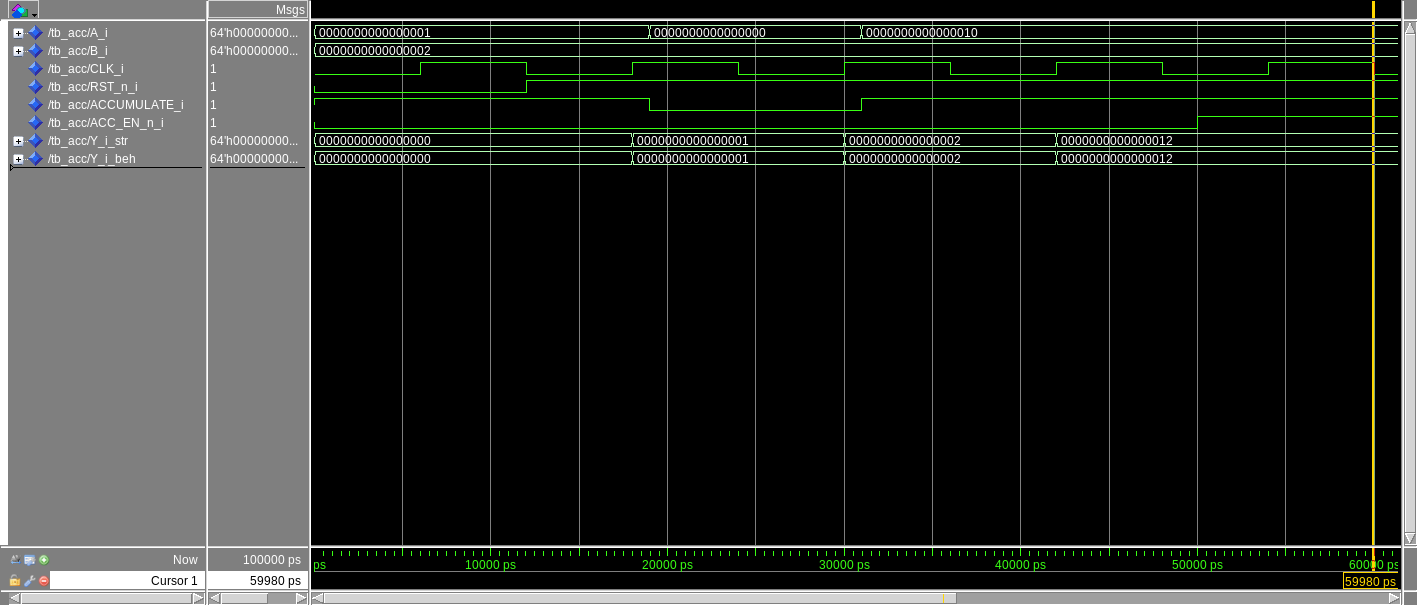 Msgs
/tb_acc/A_i 64'h00000000... 0000000000000001 0000000000000000 0000000000000010
/tb_acc/B_i 64'h00000000... 0000000000000002
/tb_acc/CLK_i 1
/tb_acc/RST_n_i 1
/tb_acc/ACCUMULATE_i 1
/tb_acc/ACC_EN_n_i 1
/tb_acc/Y_i_str 64'h00000000... 0000000000000000 0000000000000001 0000000000000002 0000000000000012
/tb_acc/Y_i_beh 64'h00000000... 0000000000000000 0000000000000001 0000000000000002 0000000000000012
Now 100000 ps ps 10000 ps 20000 ps 30000 ps 40000 ps 50000 ps 60000 ps
Cursor 1 59980 ps 59980 ps